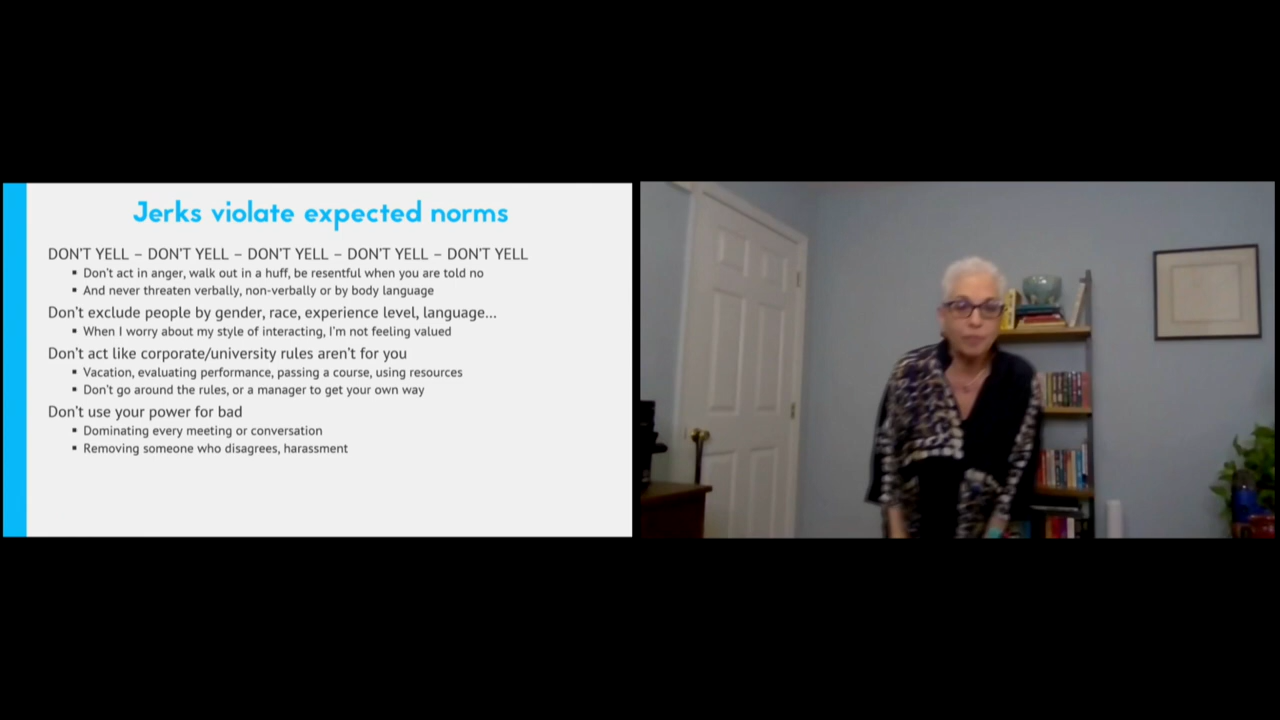 Jerks violate expected norms
DON'T YELL – DON'T YELL – DON'T YELL – DON'T YELL – DON'T YELL
▪ Don't act in anger, walk out in a huff, be resentful when you are told no
▪ And never threaten verbally, non-verbally or by body language
Don't exclude people by gender, race, experience level, language...
▪ When I worry about my style of interacting, I'm not feeling valued
Don't act like corporate/university rules aren't for you
▪ Vacation, evaluating performance, passing a course, using resources
▪ Don't go around the rules, or a manager to get your own way
Don't use your power for bad
▪ Dominating every meeting or conversation
▪ Removing someone who disagrees, harassment